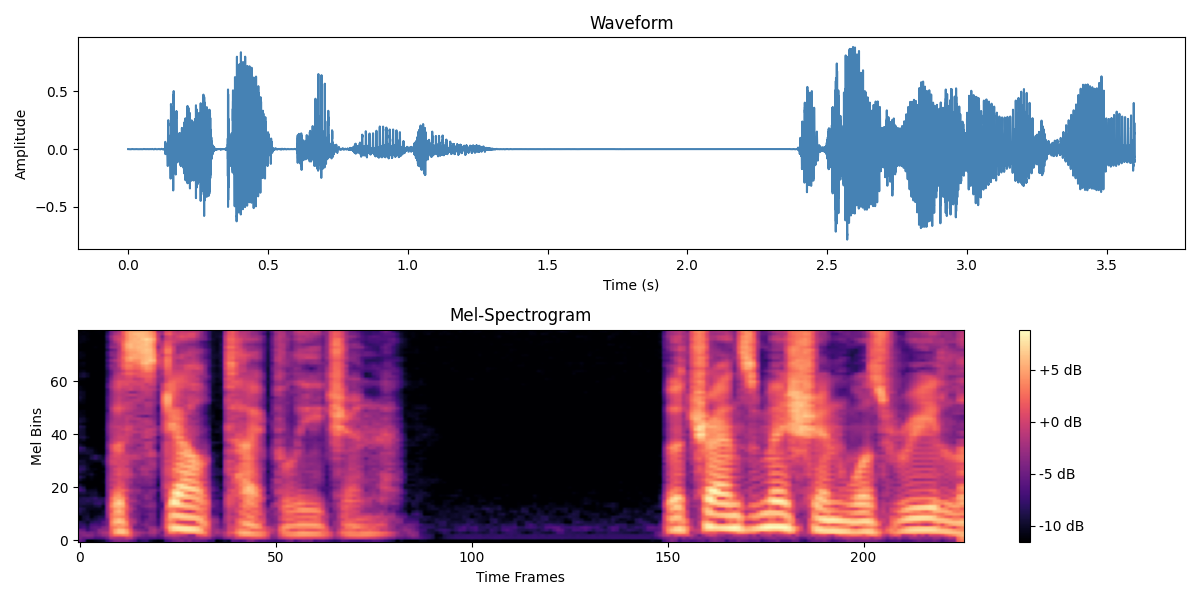 Waveform
0.5
0.0
−0.5
Amplitude
0.0 0.5 1.0 1.5 2.0 2.5 3.0 3.5
Time (s)
Mel-Spectrogram
60
40
20
0
Mel Bins
0 50 100 150 200
Time Frames
+5 dB
+0 dB
-5 dB
-10 dB